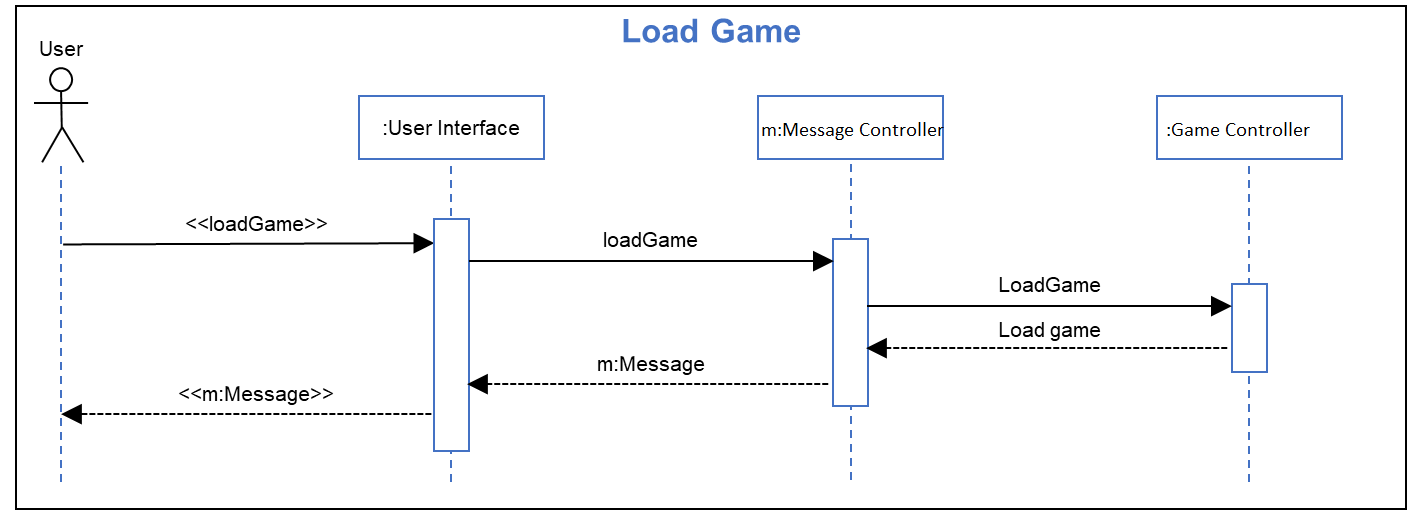 Load Game
User
:User Interface
m:Message Controller
:Game Controller
<<loadGame>>
loadGame
LoadGame
Load game
m:Message
<<m:Message>>